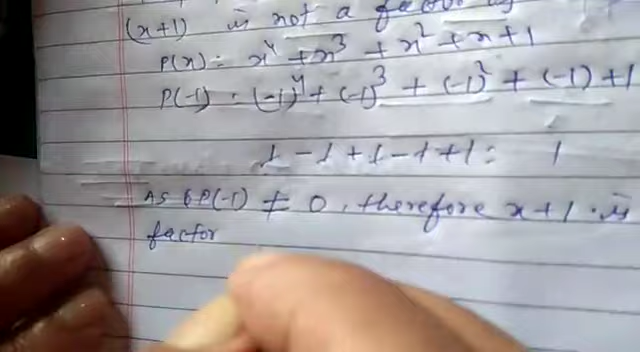 (x+1) is not a factor of
P(x) = x⁴ + x³ + x² + x + 1
P(-1) = (-1)⁴ + (-1)³ + (-1)² + (-1) + 1
1 - 1 + 1 - 1 + 1 = 1
As P(-1) ≠ 0, therefore x + 1 is
factor